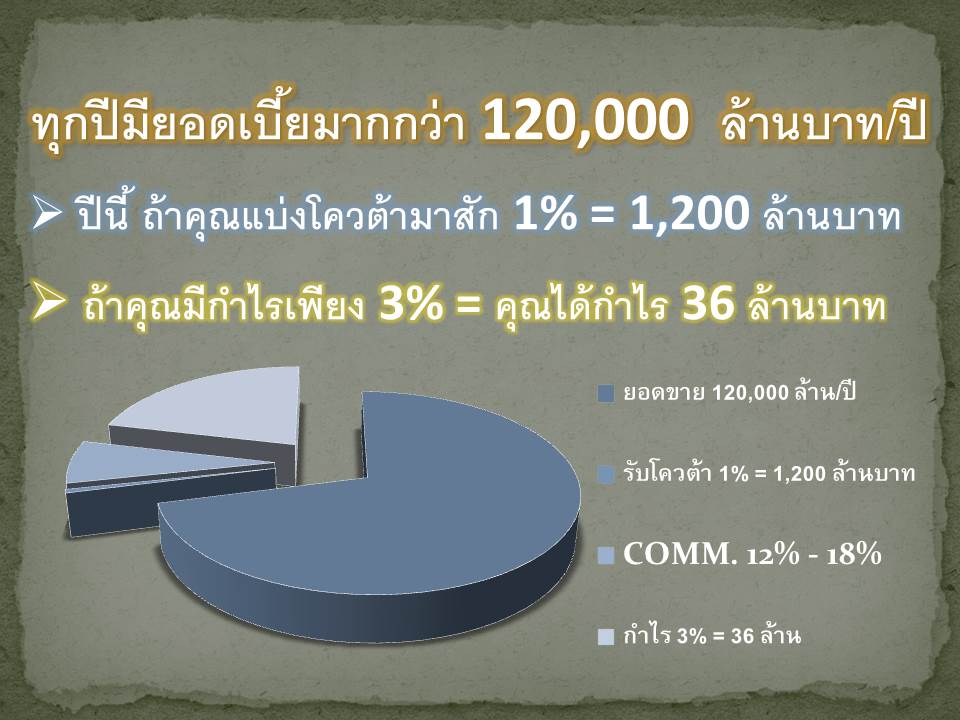 ทุกปีมียอดเบี้ยมากกว่า 120,000 ล้านบาท/ปี
➢ ปีนี้ ถ้าคุณแบ่งโควต้ามาสัก 1% = 1,200 ล้านบาท
➢ ถ้าคุณมีกำไรเพียง 3% = คุณได้กำไร 36 ล้านบาท
ยอดขาย 120,000 ล้าน/ปี
รับโควต้า 1% = 1,200 ล้านบาท
COMM. 12% - 18%
กำไร 3% = 36 ล้าน